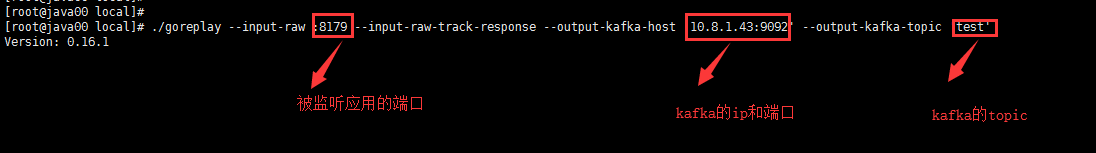 [root@java00 local]#
[root@java00 local]# ./goreplay --input-raw :8179 --input-raw-track-response --output-kafka-host '10.8.1.43:9092' --output-kafka-topic 'test'
Version: 0.16.1
被监听应用的端口
kafka的ip和端口
kafka的topic